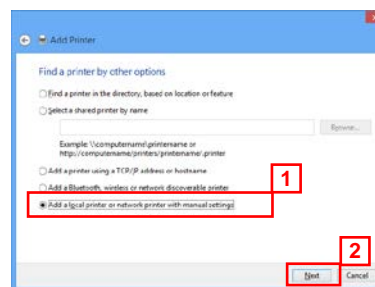 x
Add Printer
Find a printer by other options
Find a printer in the directory, based on location or feature
Select a shared printer by name
Browse...
Example: \\computername\printername or
http://computername/printers/printername/.printer
Add a printer using a TCP/IP address or hostname
Add a Bluetooth, wireless or network discoverable printer
1
Add a local printer or network printer with manual settings
2
Next
Cancel